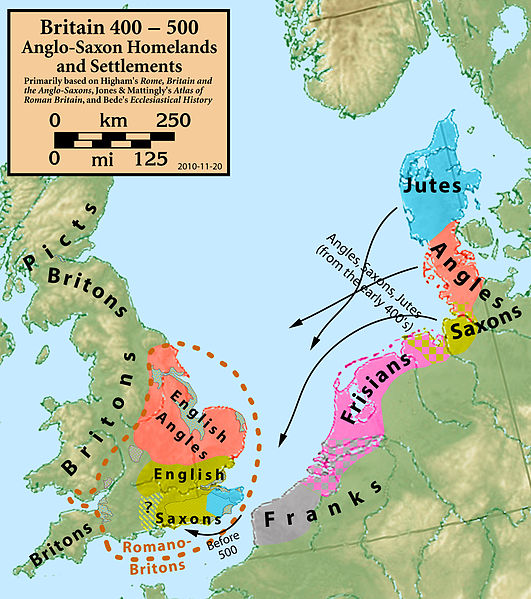 Britain 400 – 500
Anglo-Saxon Homelands
and Settlements
Primarily based on Higham's Rome, Britain and
the Anglo-Saxons, Jones & Mattingly's Atlas of
Roman Britain, and Bede's Ecclesiastical History
0 km 250
0 mi 125
2010-11-20
Jutes
Angles
Saxons
Angles, Saxons, Jutes
(from the early 400's)
Frisians
Franks
Picts
Britons
Britons
Britons
English
Angles
English
Saxons
?
Romano-
Britons
Before
500